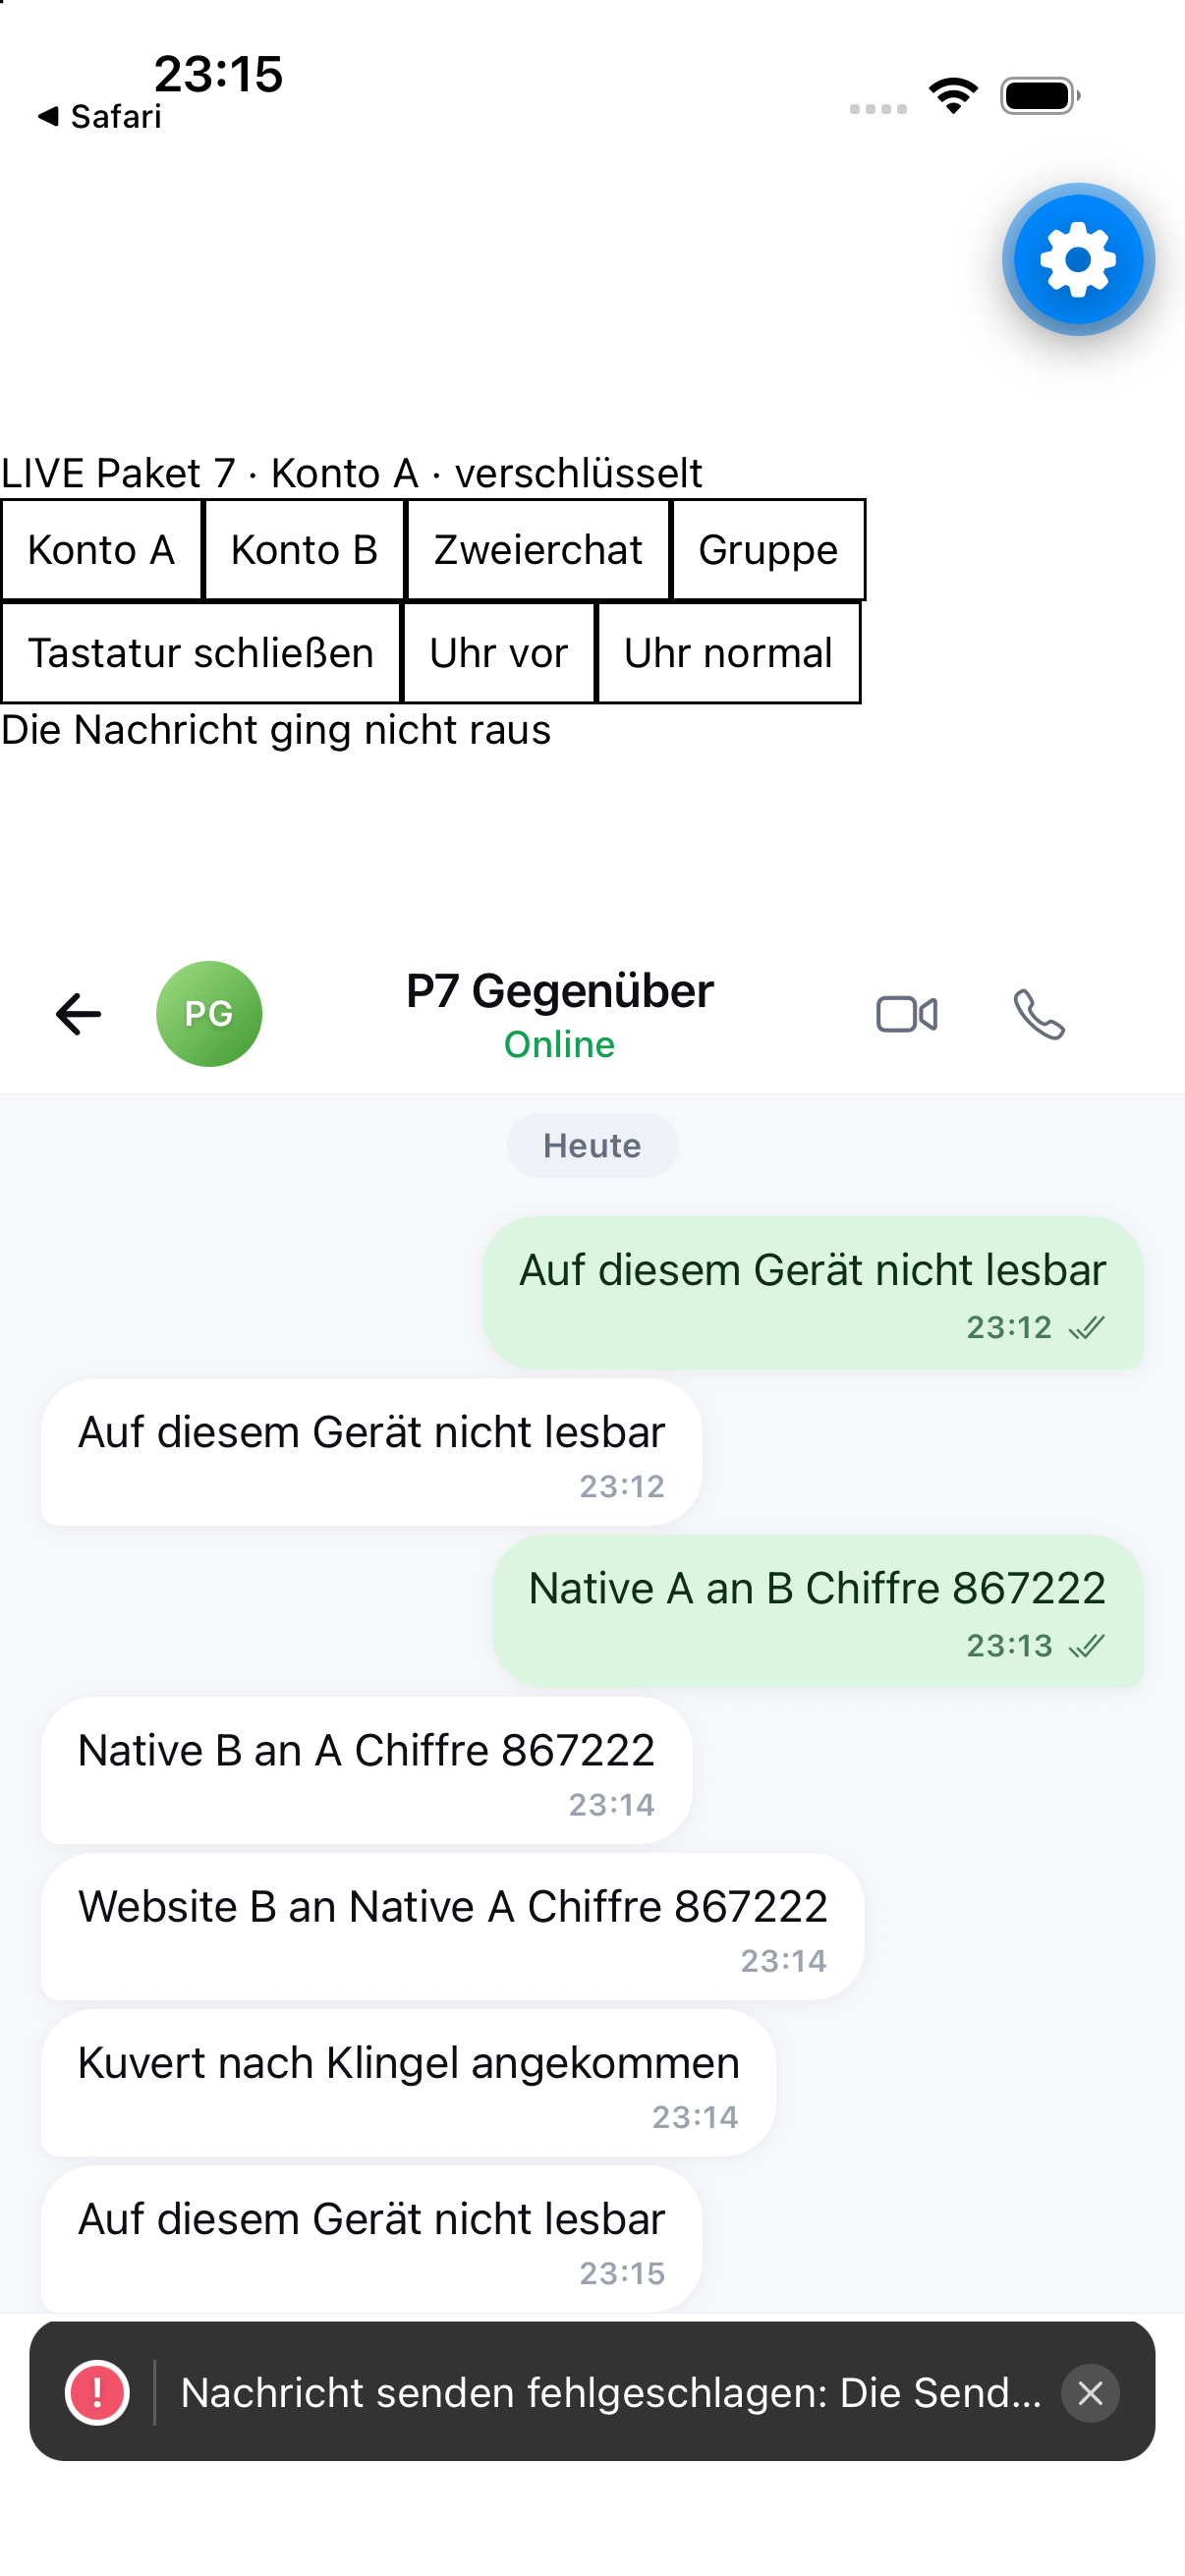 23:15
Safari
LIVE Paket 7 · Konto A · verschlüsselt
Konto A Konto B Zweierchat Gruppe
Tastatur schließen Uhr vor Uhr normal
Die Nachricht ging nicht raus
PG
P7 Gegenüber
Online
Heute
Auf diesem Gerät nicht lesbar
23:12
Auf diesem Gerät nicht lesbar
23:12
Native A an B Chiffre 867222
23:13
Native B an A Chiffre 867222
23:14
Website B an Native A Chiffre 867222
23:14
Kuvert nach Klingel angekommen
23:14
Auf diesem Gerät nicht lesbar
23:15
! Nachricht senden fehlgeschlagen: Die Send...